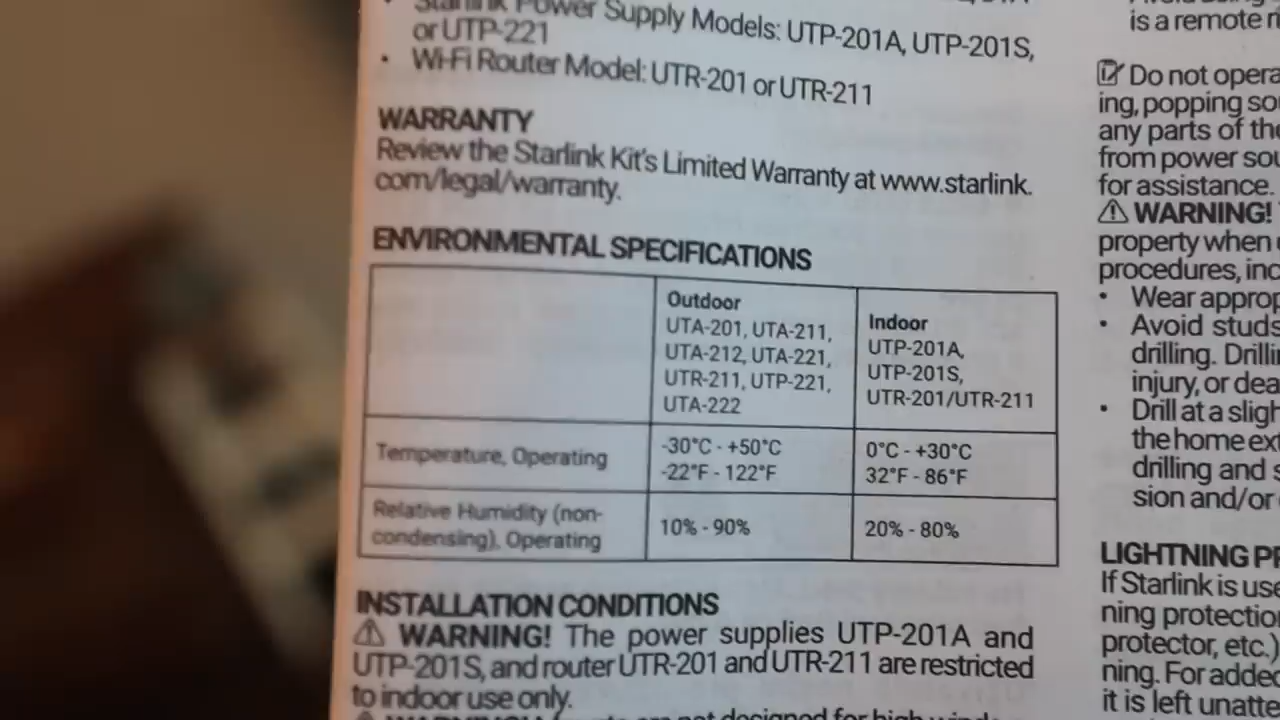 Starlink Power Supply Models: UTP-201A, UTP-201S,
or UTP-221
• Wi-Fi Router Model: UTR-201 or UTR-211
WARRANTY
Review the Starlink Kit's Limited Warranty at www.starlink.
com/legal/warranty.
ENVIRONMENTAL SPECIFICATIONS
Outdoor
UTA-201, UTA-211,
UTA-212, UTA-221,
UTR-211, UTP-221,
UTA-222
Indoor
UTP-201A,
UTP-201S,
UTR-201/UTR-211
Temperature, Operating
-30°C - +50°C
-22°F - 122°F
0°C - +30°C
32°F - 86°F
Relative Humidity (non-
condensing), Operating
10% - 90%
20% - 80%
INSTALLATION CONDITIONS
⚠ WARNING! The power supplies UTP-201A and
UTP-201S, and router UTR-201 and UTR-211 are restricted
to indoor use only.
not designed for high
is a remote
Do not opera
ing, popping so
any parts of the
from power sou
for assistance.
⚠ WARNING!
property when
procedures, inc
• Wear approp
• Avoid studs
drilling. Drilli
injury, or dea
• Drill at a sligh
the home ext
drilling and s
sion and/or
LIGHTNING PR
If Starlink is use
ning protection
protector, etc.)
ning. For added
it is left unatte